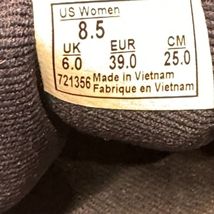 US Women
8.5
UK EUR CM
6.0 39.0 25.0
721356 Made in Vietnam
Fabrique en Vietnam